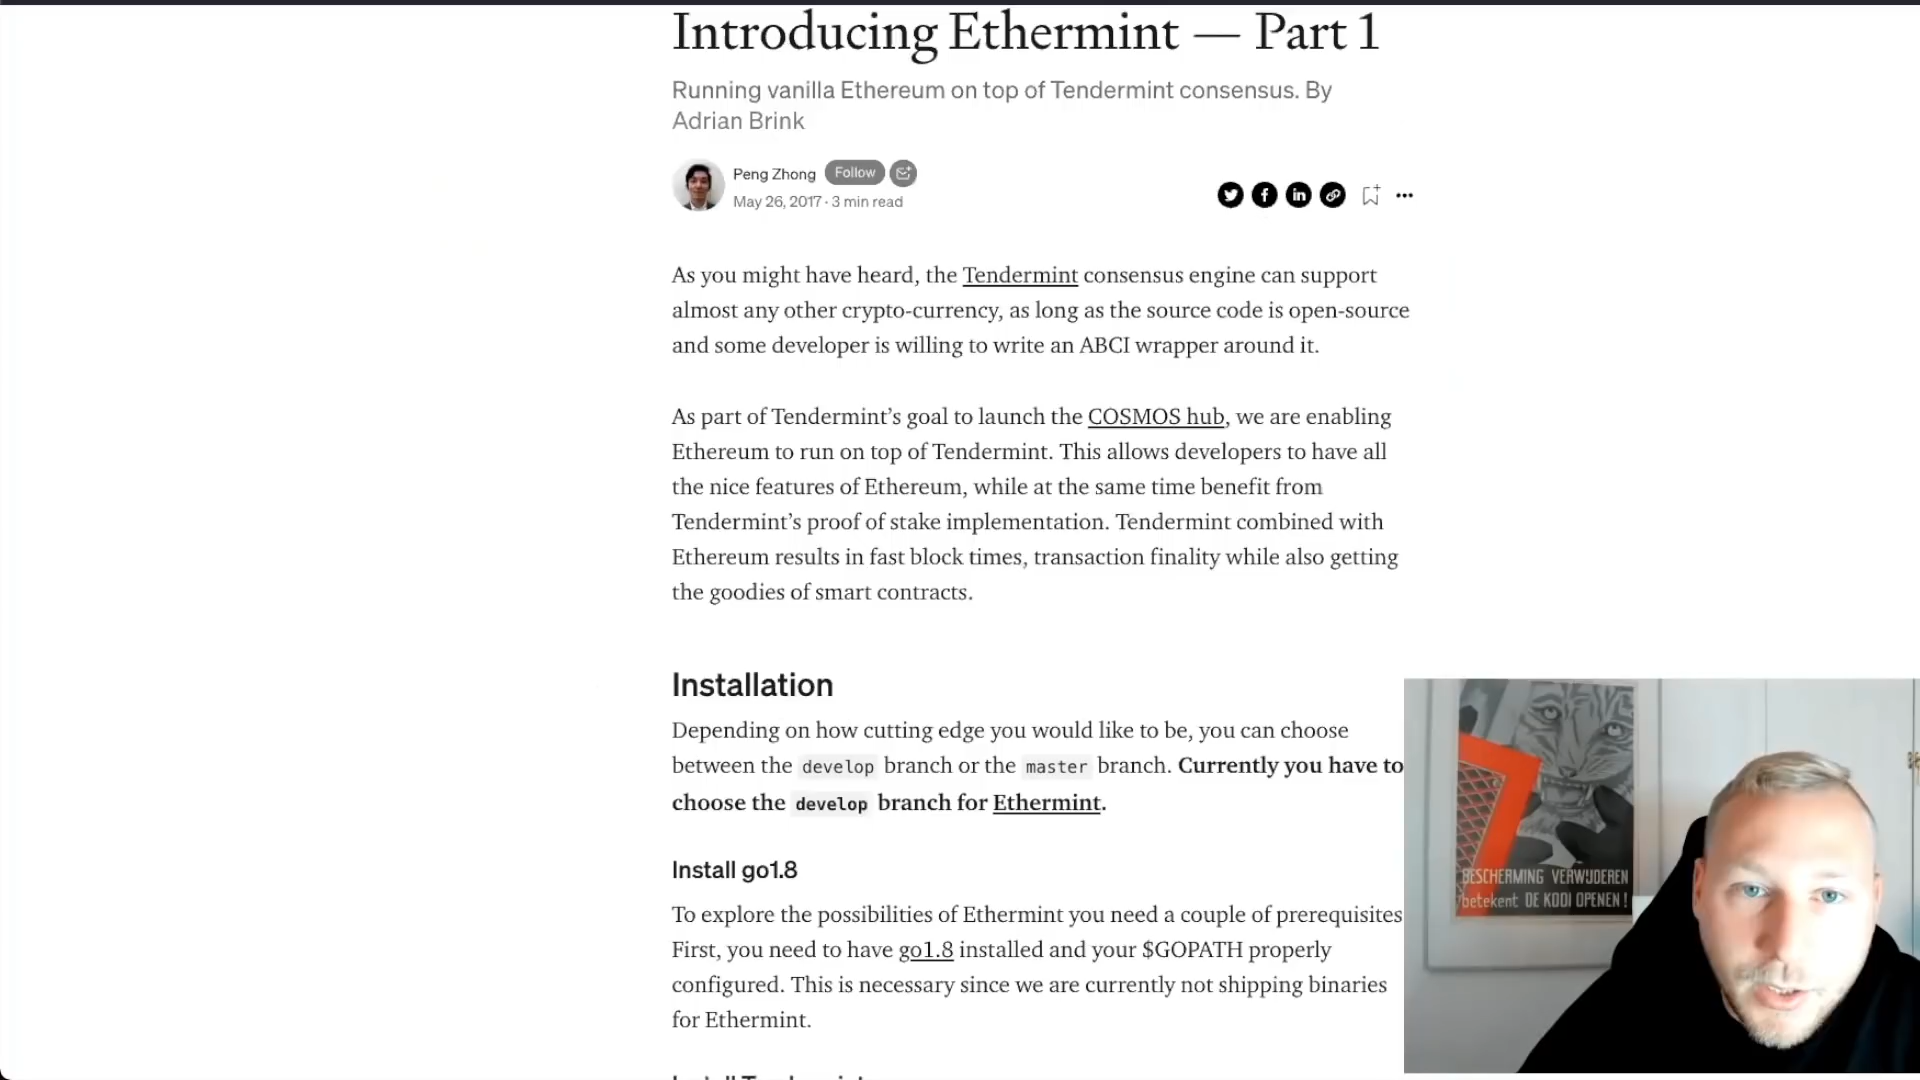 Introducing Ethermint — Part 1
Running vanilla Ethereum on top of Tendermint consensus. By
Adrian Brink
Peng Zhong Follow
May 26, 2017 · 3 min read
As you might have heard, the Tendermint consensus engine can support
almost any other crypto-currency, as long as the source code is open-source
and some developer is willing to write an ABCI wrapper around it.
As part of Tendermint’s goal to launch the COSMOS hub, we are enabling
Ethereum to run on top of Tendermint. This allows developers to have all
the nice features of Ethereum, while at the same time benefit from
Tendermint’s proof of stake implementation. Tendermint combined with
Ethereum results in fast block times, transaction finality while also getting
the goodies of smart contracts.
Installation
Depending on how cutting edge you would like to be, you can choose
between the develop branch or the master branch. Currently you have to
choose the develop branch for Ethermint.
Install go1.8
To explore the possibilities of Ethermint you need a couple of prerequisites
First, you need to have go1.8 installed and your $GOPATH properly
configured. This is necessary since we are currently not shipping binaries
for Ethermint.
BESCHERMING VERWIJDEREN
betekent DE KOOI OPENEN!